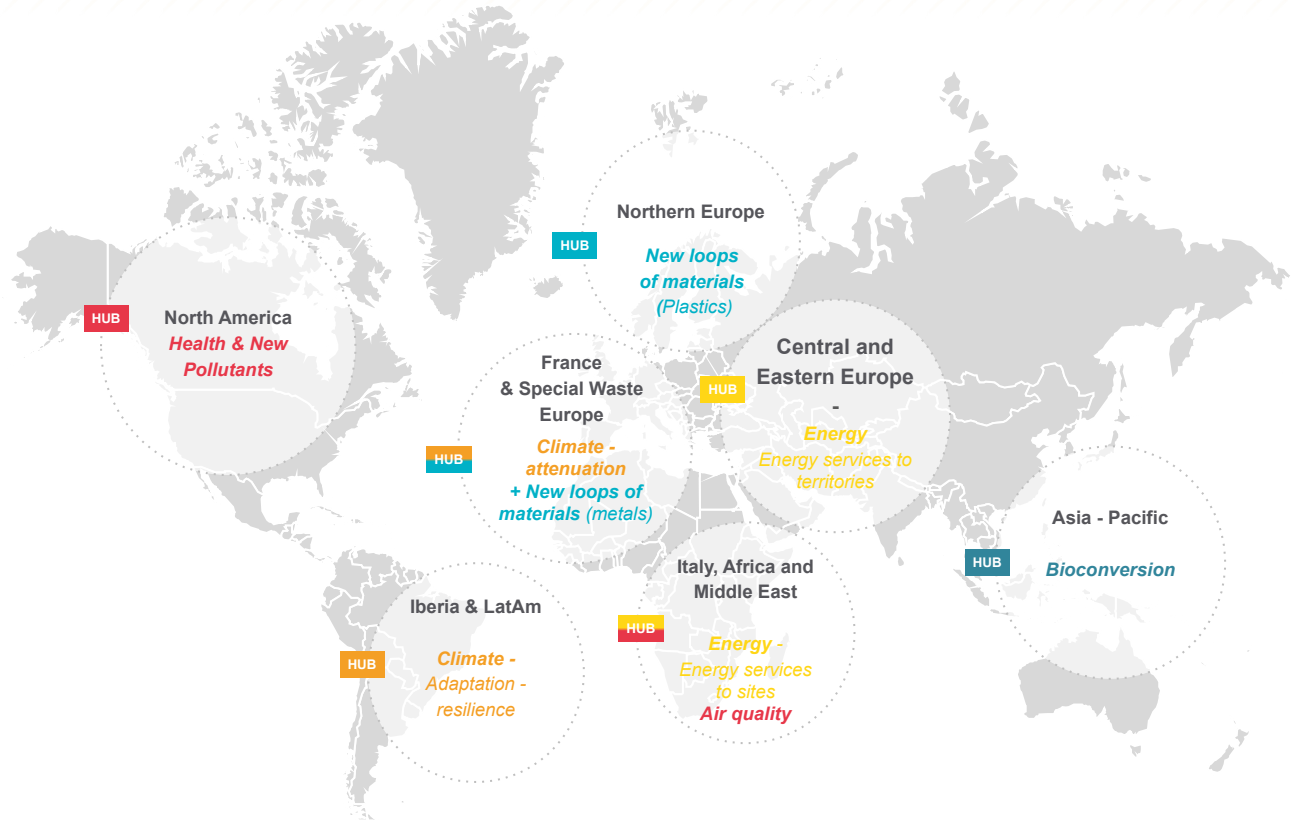 Northern Europe
HUB
New loops
of materials
(Plastics)
HUB
North America
Health & New
Pollutants
France
& Special Waste
Europe
HUB
Climate -
attenuation
+ New loops of
materials (metals)
Central and
Eastern Europe
-
HUB
Energy
Energy services to
territories
Asia - Pacific
HUB
Bioconversion
Iberia & LatAm
HUB
Climate -
Adaptation -
resilience
Italy, Africa and
Middle East
HUB
Energy -
Energy services
to sites
Air quality